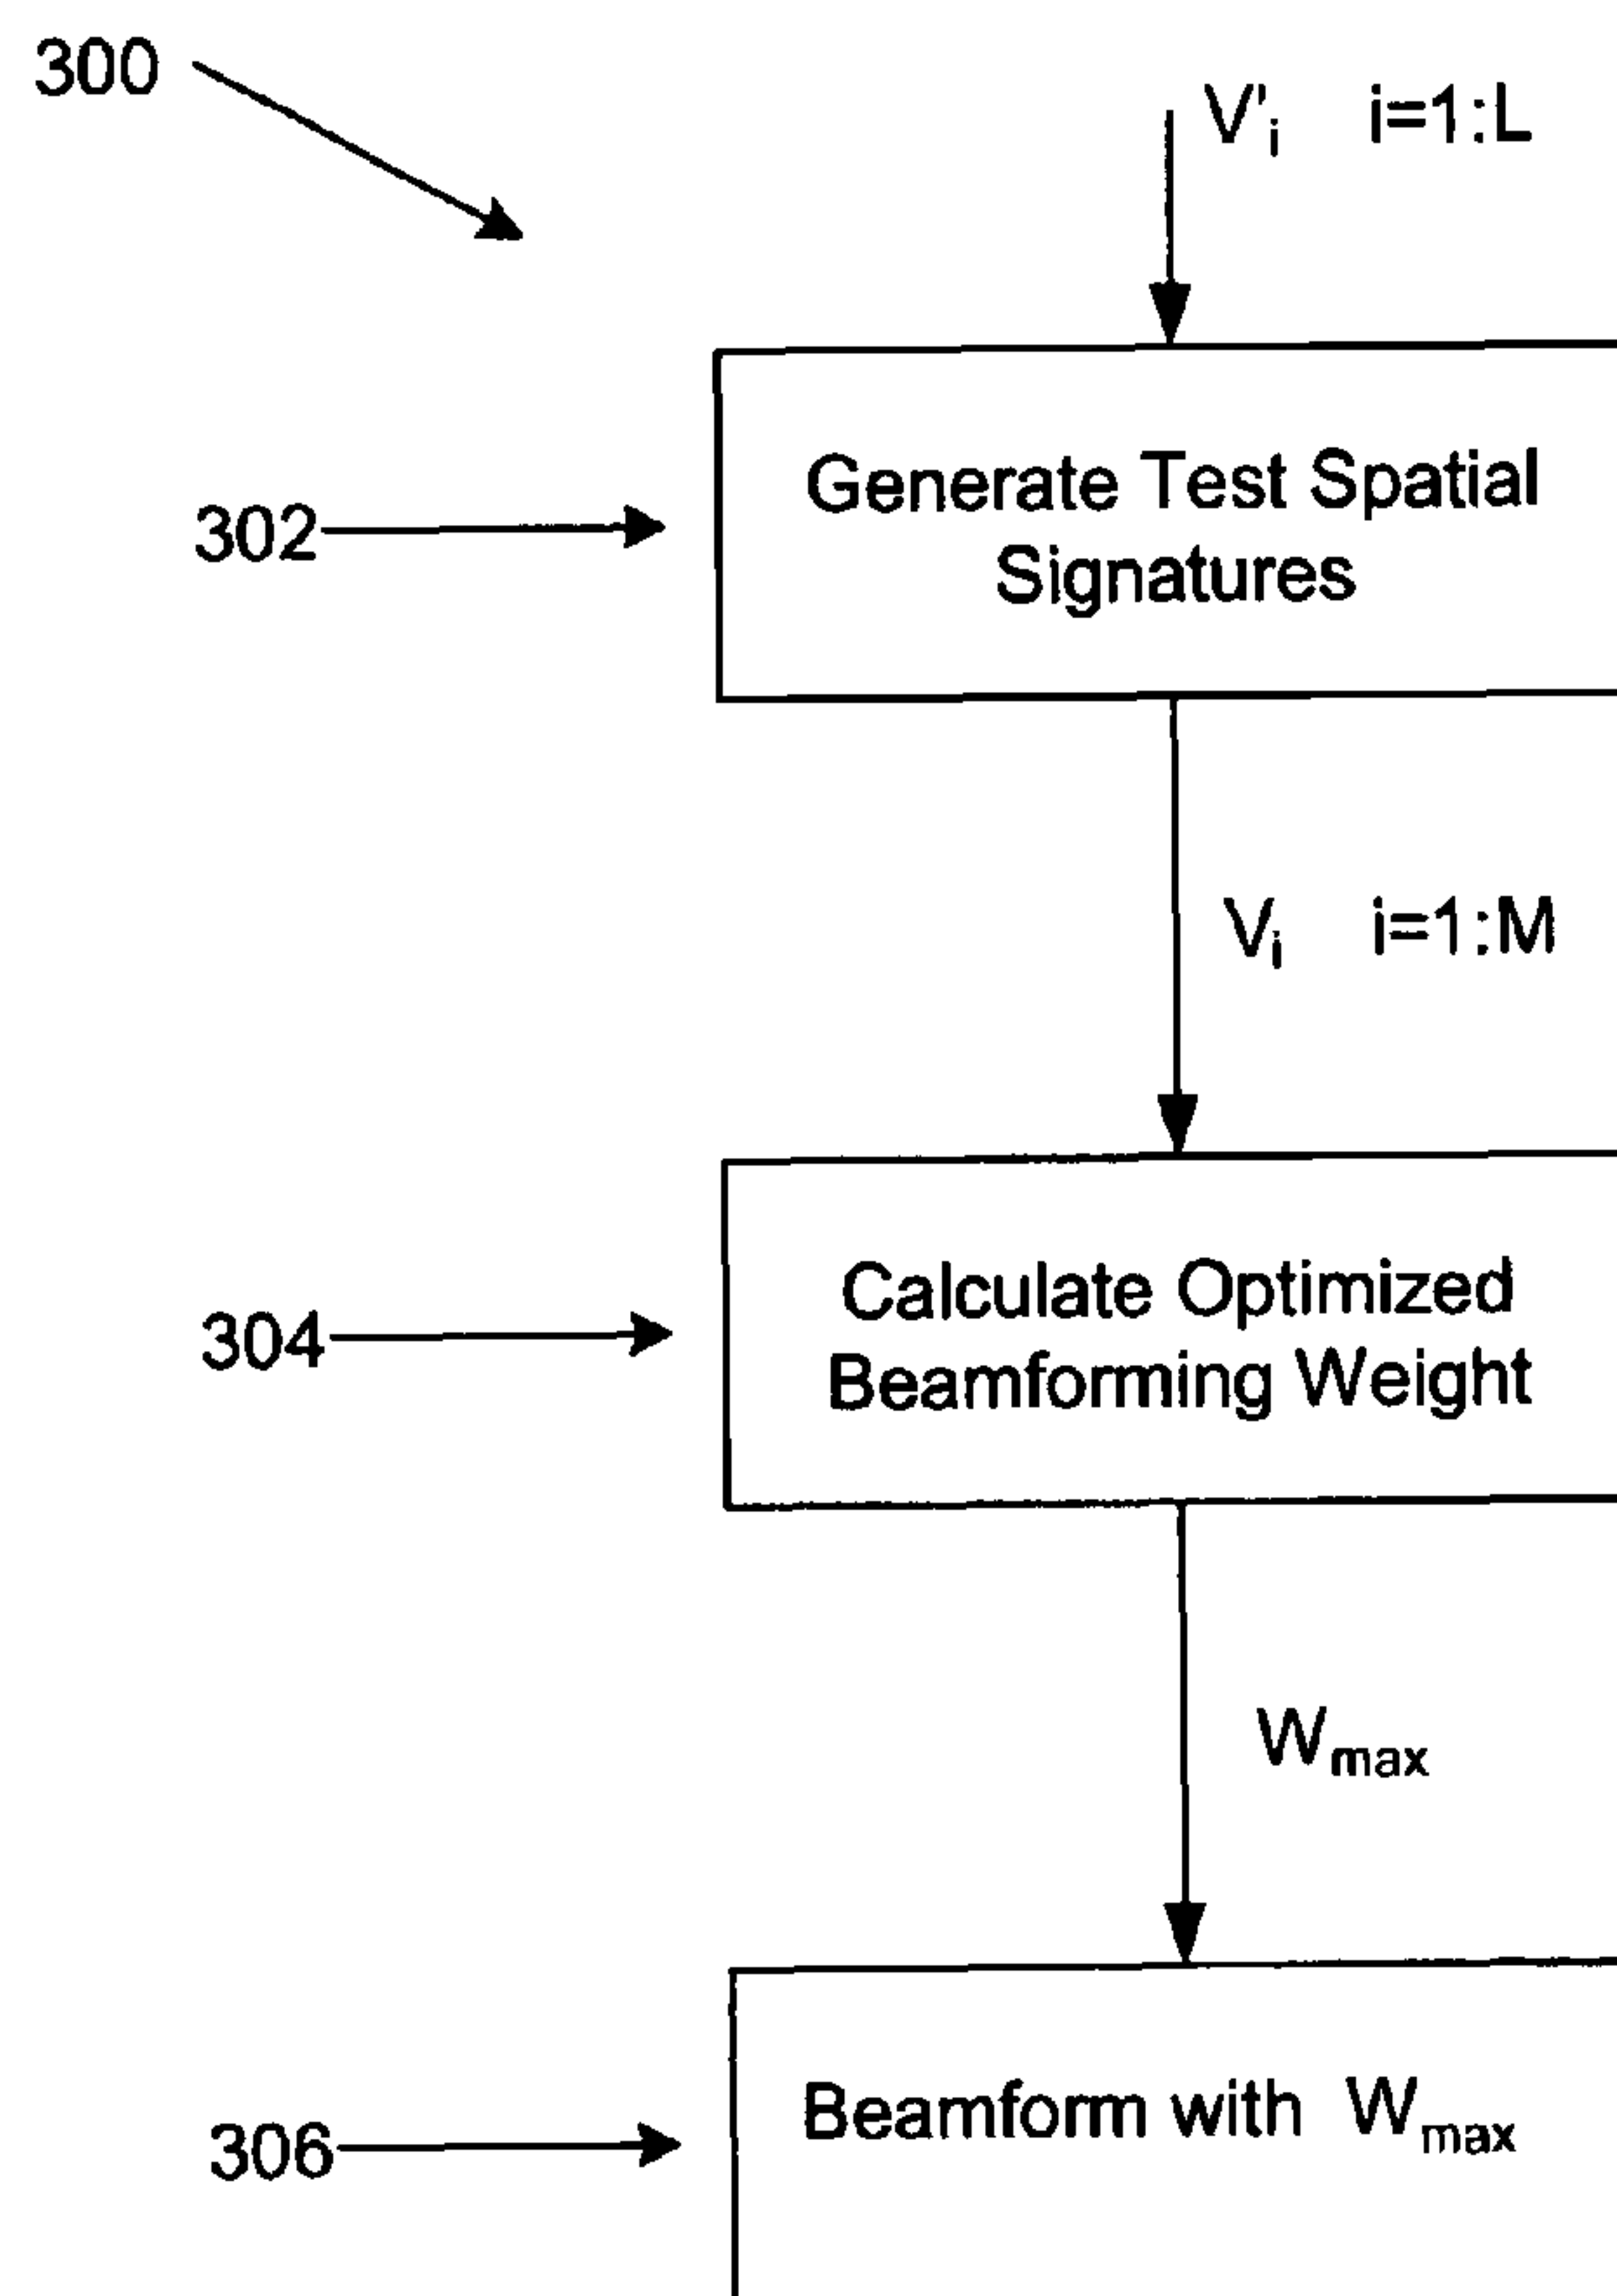 300
V'i i=1:L
302
Generate Test Spatial
Signatures
Vi i=1:M
304
Calculate Optimized
Beamforming Weight
Wmax
306
Beamform with Wmax